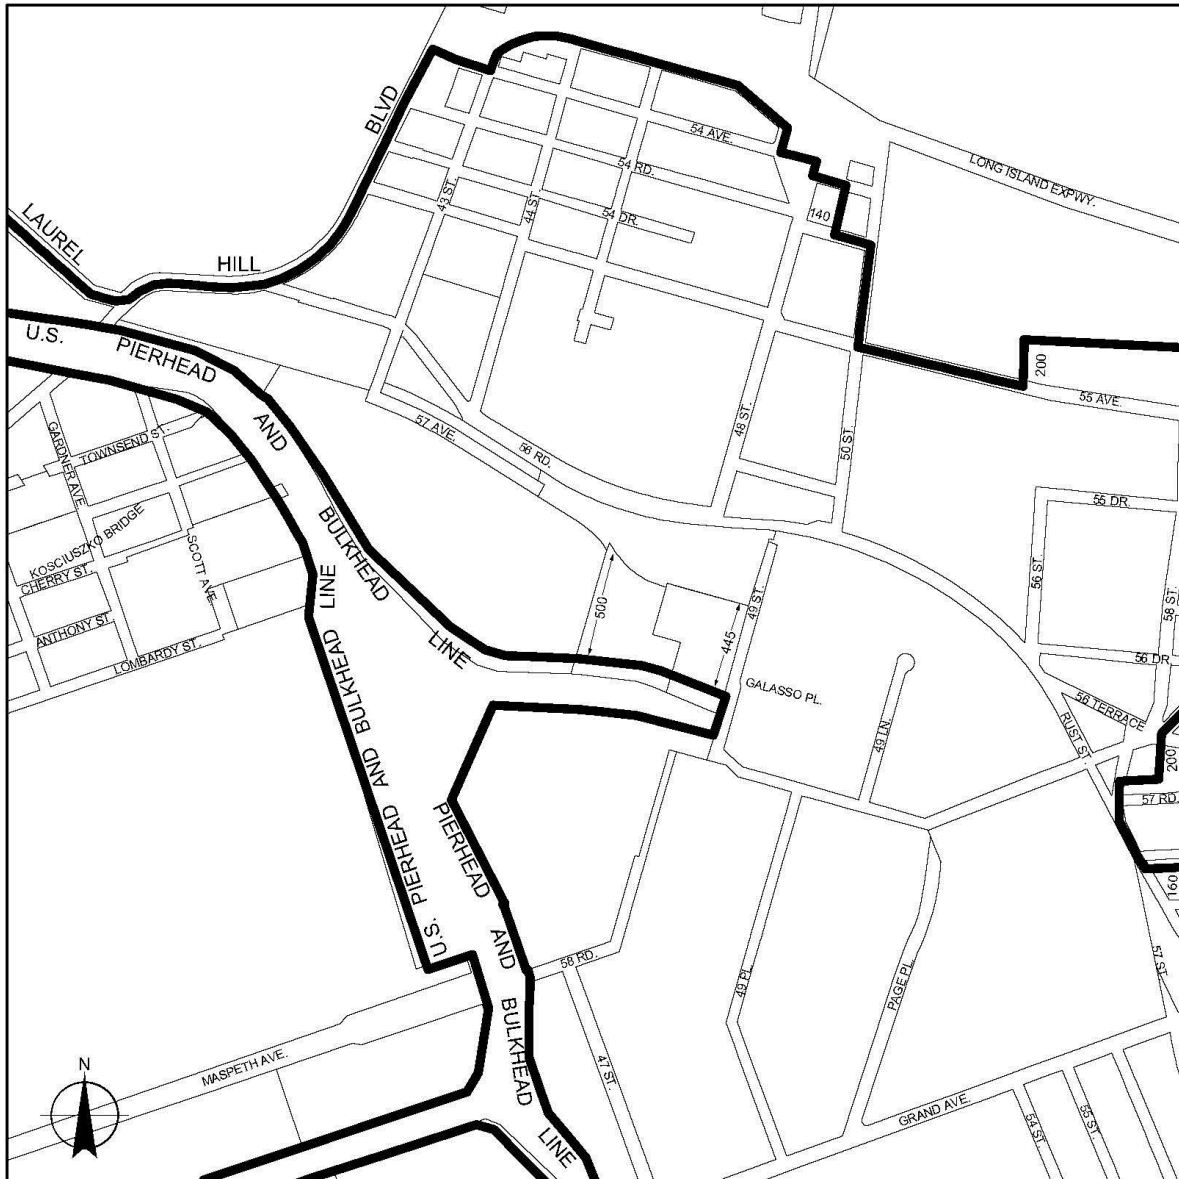 BLVD
54 AVE.
LONG ISLAND EXPWY.
54 RD.
43 ST.
44 ST.
54 DR.
140
LAUREL
HILL
U.S.
PIERHEAD
AND
BULKHEAD
LINE
200
55 AVE.
57 AVE.
56 RD.
48 ST.
50 ST.
GARDNER AVE.
TOWNSEND ST.
KOSCIUSZKO BRIDGE
CHERRY ST.
SCOTT AVE.
ANTHONY ST.
LOMBARDY ST.
55 DR.
56 ST.
58 ST.
500
445
49 ST.
56 DR.
GALASSO PL.
56 TERRACE
RUST ST.
49 LN.
200
57 RD.
160
U.S. PIERHEAD AND BULKHEAD LINE
PIERHEAD
AND
BULKHEAD
LINE
58 RD.
49 PL.
PAGE PL.
57 ST.
N
MASPETH AVE.
47 ST.
GRAND AVE.
54 ST.
55 ST.